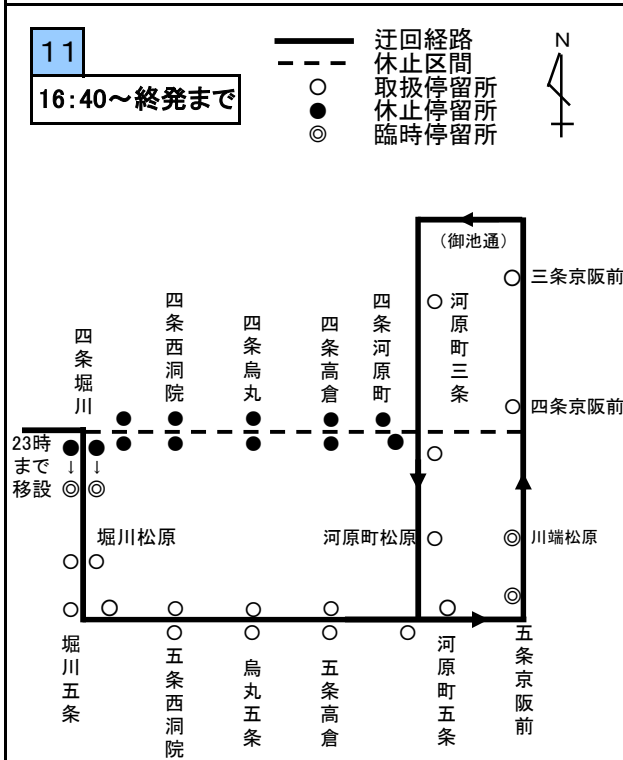 11
16:40～終発まで
迂回経路
休止区間
取扱停留所
休止停留所
臨時停留所
N
(御池通)
三条京阪前
河原町三条
四条河原町
四条高倉
四条烏丸
四条西洞院
四条堀川
四条京阪前
23時
まで
移設
↓
↓
堀川松原
河原町松原
川端松原
堀川五条
五条西洞院
烏丸五条
五条高倉
河原町五条
五条京阪前